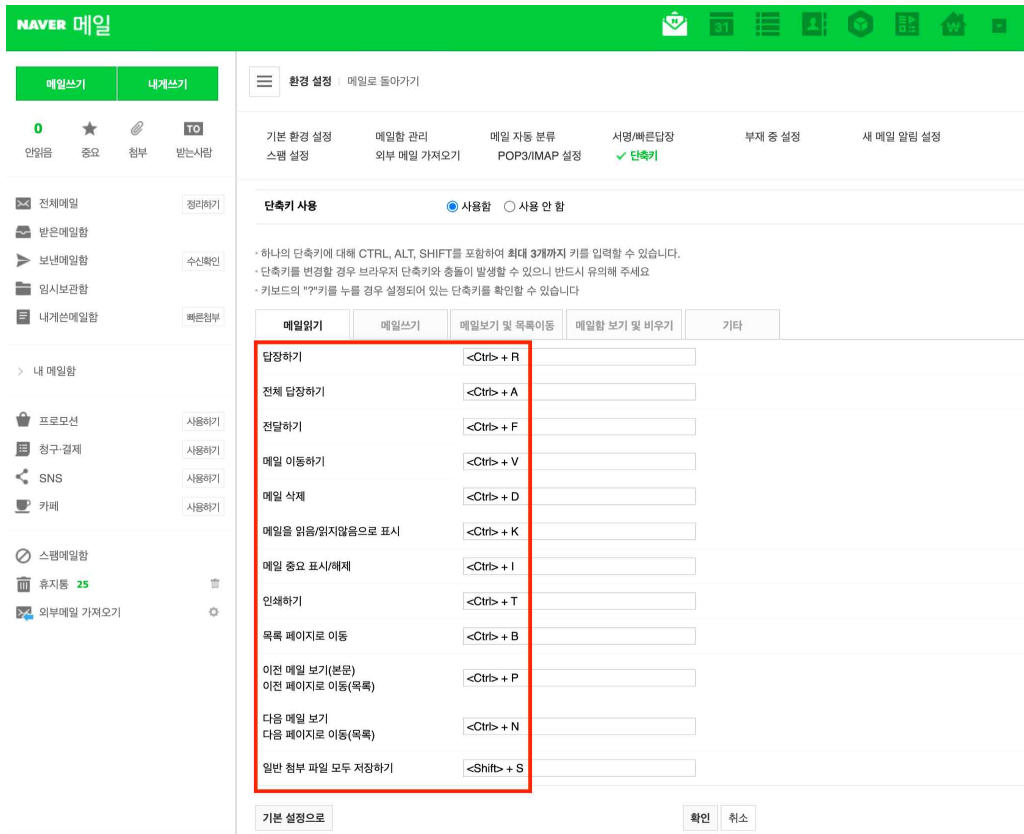 NAVER 메일
31
W
메일쓰기 내게쓰기
환경 설정 메일로 돌아가기
0 TO
안읽음 중요 첨부 받는사람
기본 환경 설정 메일함 관리 메일 자동 분류 서명/빠른답장 부재 중 설정 새 메일 알림 설정
스팸 설정 외부 메일 가져오기 POP3/IMAP 설정 단축키
전체메일 정리하기
받은메일함
보낸메일함 수신확인
임시보관함
내게쓴메일함 빠른첨부
내 메일함
프로모션 사용하기
청구·결제 사용하기
SNS 사용하기
카페 사용하기
스팸메일함
휴지통 25
외부메일 가져오기
단축키 사용 사용함 사용 안 함
· 하나의 단축키에 대해 CTRL, ALT, SHIFT를 포함하여 최대 3개까지 키를 입력할 수 있습니다.
· 단축키를 변경할 경우 브라우저 단축키와 충돌이 발생할 수 있으니 반드시 유의해 주세요
· 키보드의 "?"키를 누를 경우 설정되어 있는 단축키를 확인할 수 있습니다
메일읽기 메일쓰기 메일보기 및 목록이동 메일함 보기 및 비우기 기타
답장하기 <Ctrl> + R
전체 답장하기 <Ctrl> + A
전달하기 <Ctrl> + F
메일 이동하기 <Ctrl> + V
메일 삭제 <Ctrl> + D
메일을 읽음/읽지않음으로 표시 <Ctrl> + K
메일 중요 표시/해제 <Ctrl> + I
인쇄하기 <Ctrl> + T
목록 페이지로 이동 <Ctrl> + B
이전 메일 보기(본문)
이전 페이지로 이동(목록) <Ctrl> + P
다음 메일 보기
다음 페이지로 이동(목록) <Ctrl> + N
일반 첨부 파일 모두 저장하기 <Shift> + S
기본 설정으로 확인 취소